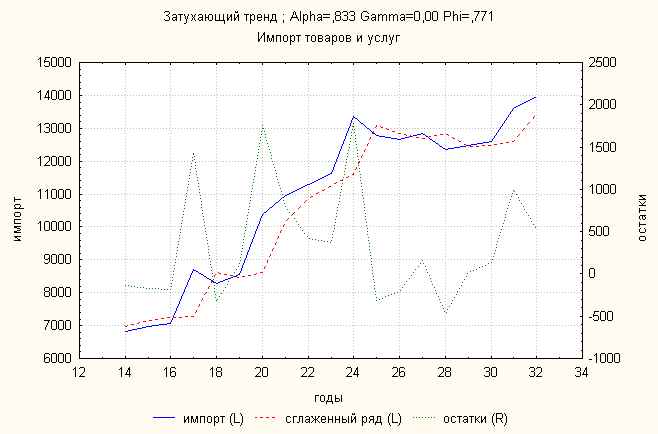 Затухающий тренд ; Alpha=,833 Gamma=0,00 Phi=,771
Импорт товаров и услуг
15000
14000
13000
12000
11000
10000
9000
8000
7000
6000
импорт
2500
2000
1500
1000
500
0
-500
-1000
остатки
12 14 16 18 20 22 24 26 28 30 32 34
годы
импорт (L) сглаженный ряд (L) остатки (R)